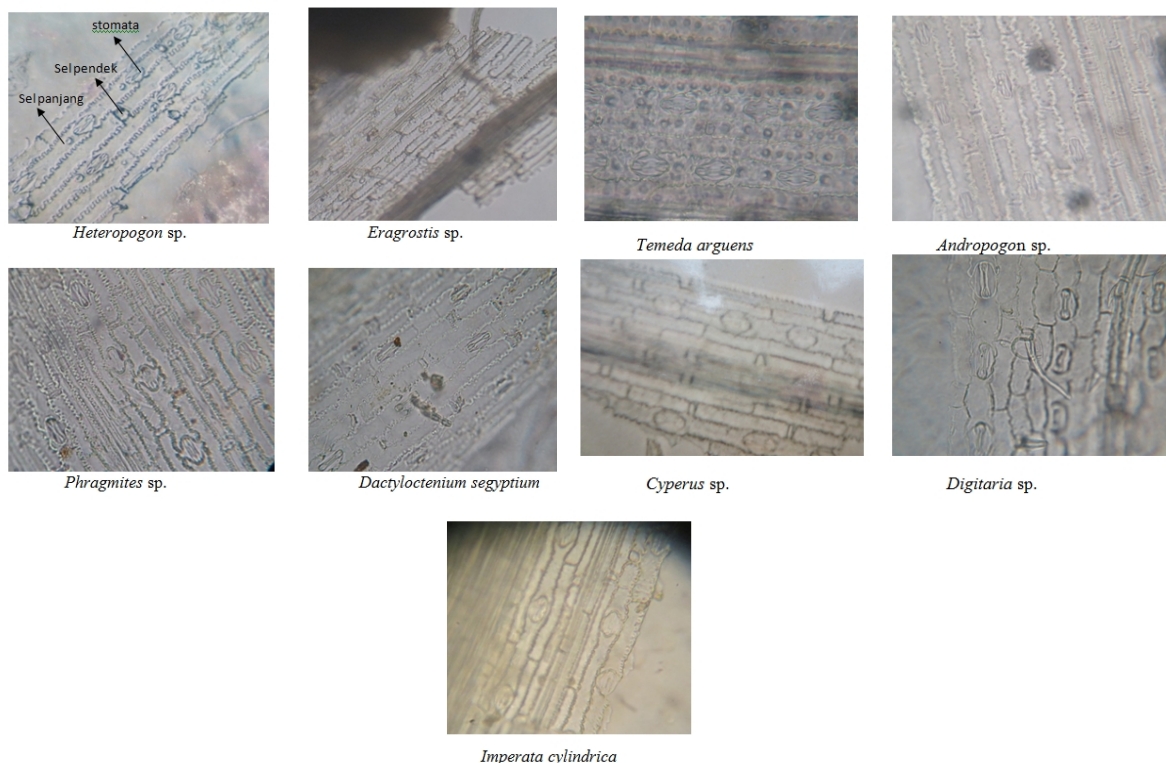 stomata
Sel pendek
Sel panjang
Heteropogon sp.
Eragrostis sp.
Temeda arguens
Andropogon sp.
Phragmites sp.
Dactyloctenium segyptium
Cyperus sp.
Digitaria sp.
Imperata cylindrica